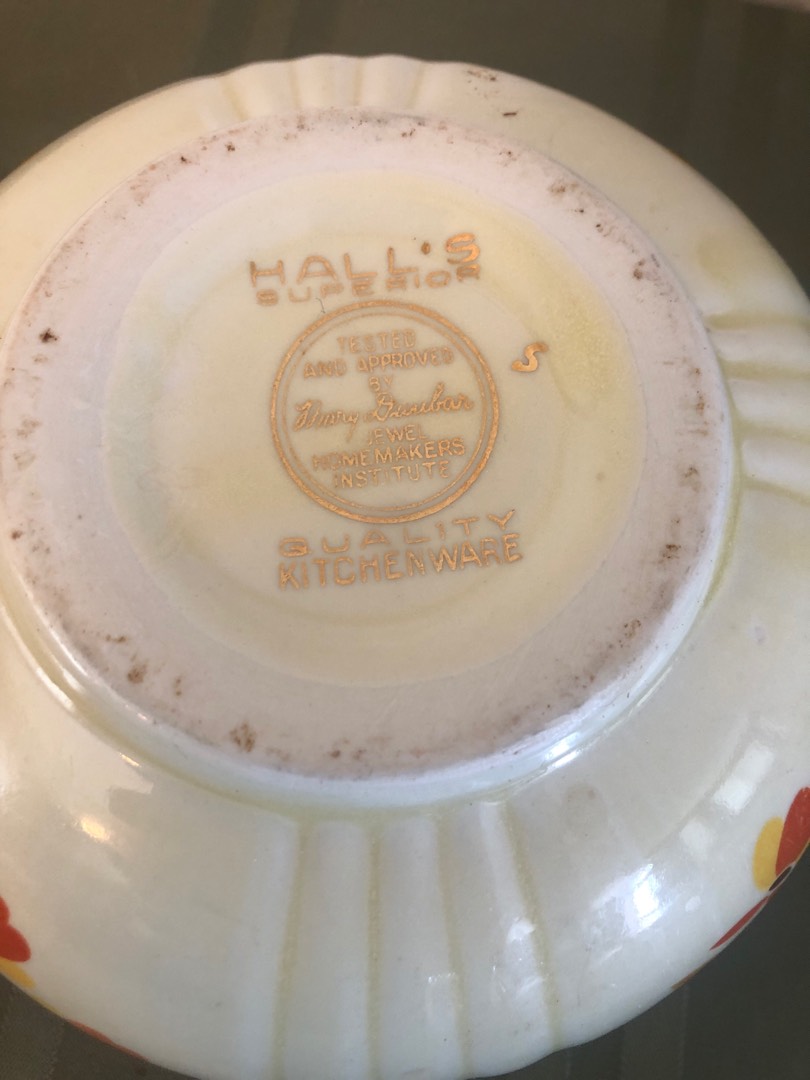 HALL'S
SUPERIOR
TESTED
AND APPROVED
BY
Mary Dunbar
JEWEL
HOMEMAKERS
INSTITUTE
S
QUALITY
KITCHENWARE